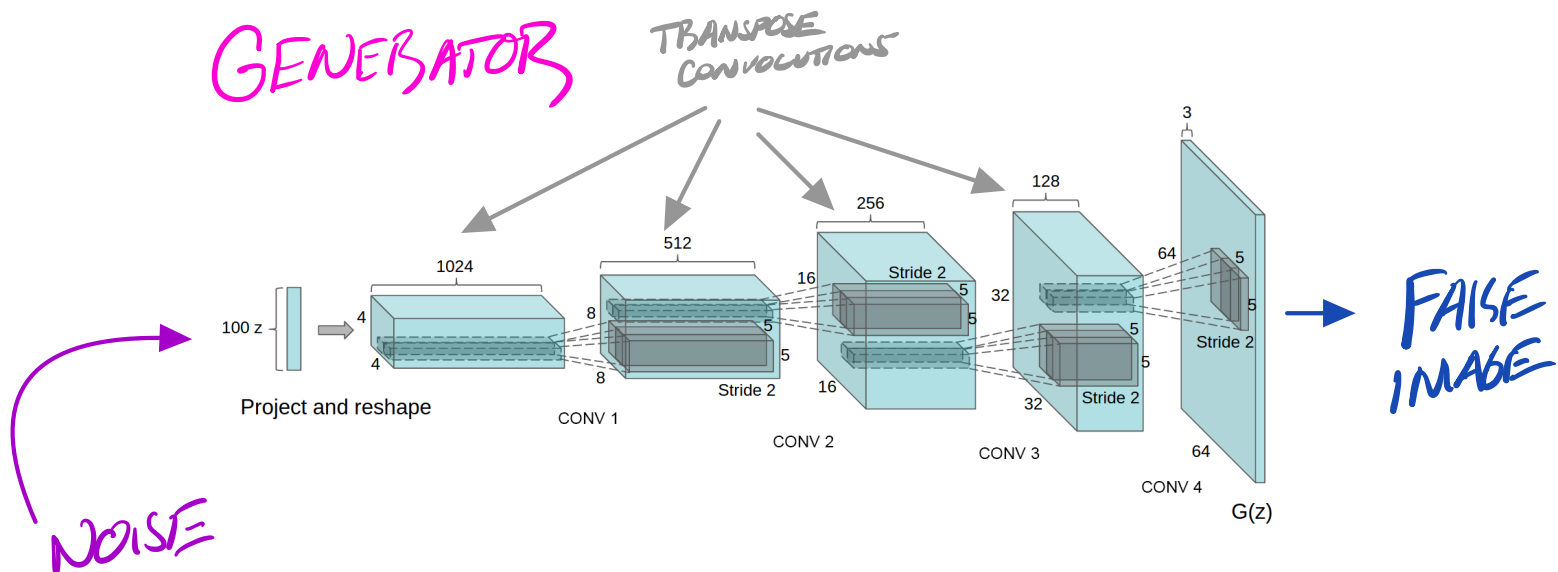 GENERATOR
TRANSPOSE
CONVOLUTIONS
3
128
256
512
1024
64
5
5
Stride 2
16
Stride 2
5
5
32
4
4
100 z
8
5
5
8
Stride 2
16
5
5
Stride 2
32
64
FALSE
IMAGE
Project and reshape
CONV 1
CONV 2
CONV 3
CONV 4
G(z)
NOISE